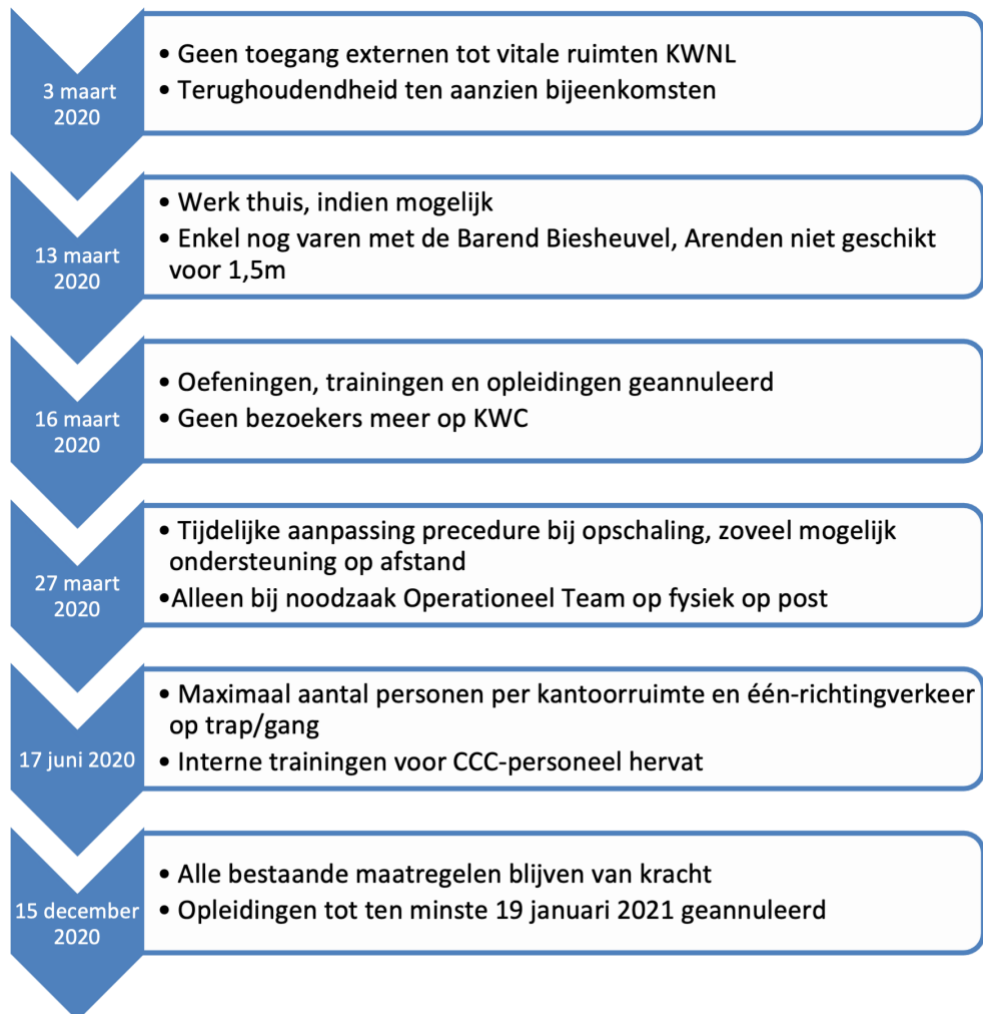 3 maart
2020
• Geen toegang externen tot vitale ruimten KWNL
• Terughoudendheid ten aanzien bijeenkomsten
13 maart
2020
• Werk thuis, indien mogelijk
• Enkel nog varen met de Barend Biesheuvel, Arenden niet geschikt
voor 1,5m
16 maart
2020
• Oefeningen, trainingen en opleidingen geannuleerd
• Geen bezoekers meer op KWC
27 maart
2020
• Tijdelijke aanpassing precedure bij opschaling, zoveel mogelijk
ondersteuning op afstand
•Alleen bij noodzaak Operationeel Team op fysiek op post
17 juni 2020
• Maximaal aantal personen per kantoorruimte en één-richtingverkeer
op trap/gang
• Interne trainingen voor CCC-personeel hervat
15 december
2020
• Alle bestaande maatregelen blijven van kracht
• Opleidingen tot ten minste 19 januari 2021 geannuleerd